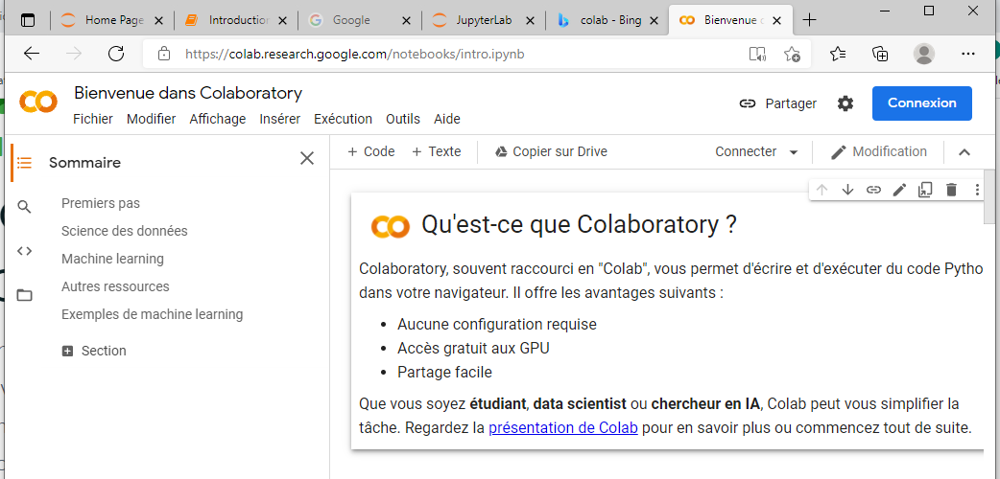 Home Page
Introduction
Google
JupyterLab
colab - Bing
Bienvenue
https://colab.research.google.com/notebooks/intro.ipynb
Bienvenue dans Colaboratory
Partager
Connexion
Fichier Modifier Affichage Insérer Exécution Outils Aide
Sommaire
Premiers pas
Science des données
Machine learning
Autres ressources
Exemples de machine learning
Section
+ Code + Texte Copier sur Drive Connecter Modification
Qu'est-ce que Colaboratory ?
Colaboratory, souvent raccourci en "Colab", vous permet d'écrire et d'exécuter du code Pytho
dans votre navigateur. Il offre les avantages suivants :
• Aucune configuration requise
• Accès gratuit aux GPU
• Partage facile
Que vous soyez étudiant, data scientist ou chercheur en IA, Colab peut vous simplifier la
tâche. Regardez la présentation de Colab pour en savoir plus ou commencez tout de suite.